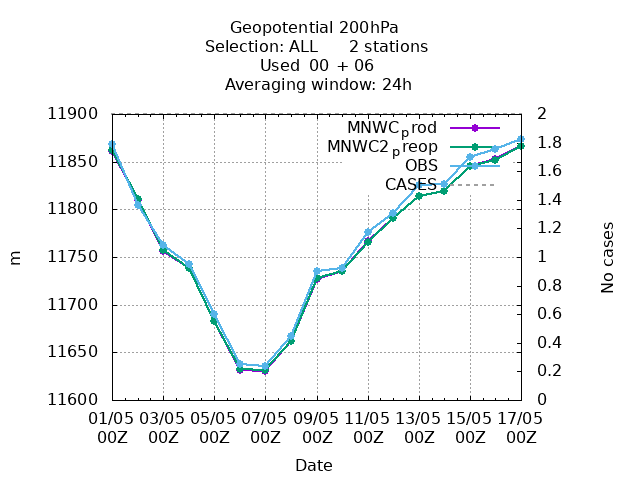 Geopotential 200hPa
Selection: ALL 2 stations
Used 00 + 06
Averaging window: 24h
11900
11850
11800
11750
11700
11650
11600
m
MNWC_prod
MNWC2_preop
OBS
CASES
2
1.8
1.6
1.4
1.2
1
0.8
0.6
0.4
0.2
0
No cases
01/05 03/05 05/05 07/05 09/05 11/05 13/05 15/05 17/05
00Z 00Z 00Z 00Z 00Z 00Z 00Z 00Z 00Z
Date